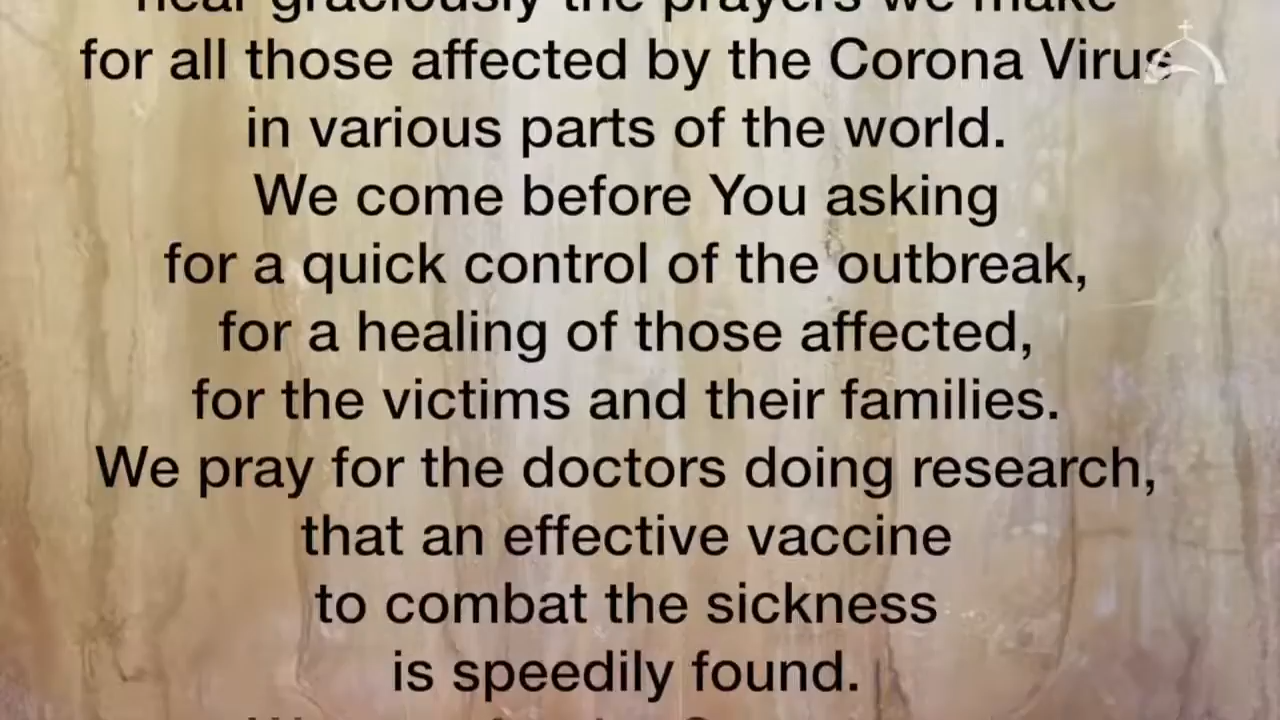 hear graciously the prayers we make
for all those affected by the Corona Virus
in various parts of the world.
We come before You asking
for a quick control of the outbreak,
for a healing of those affected,
for the victims and their families.
We pray for the doctors doing research,
that an effective vaccine
to combat the sickness
is speedily found.